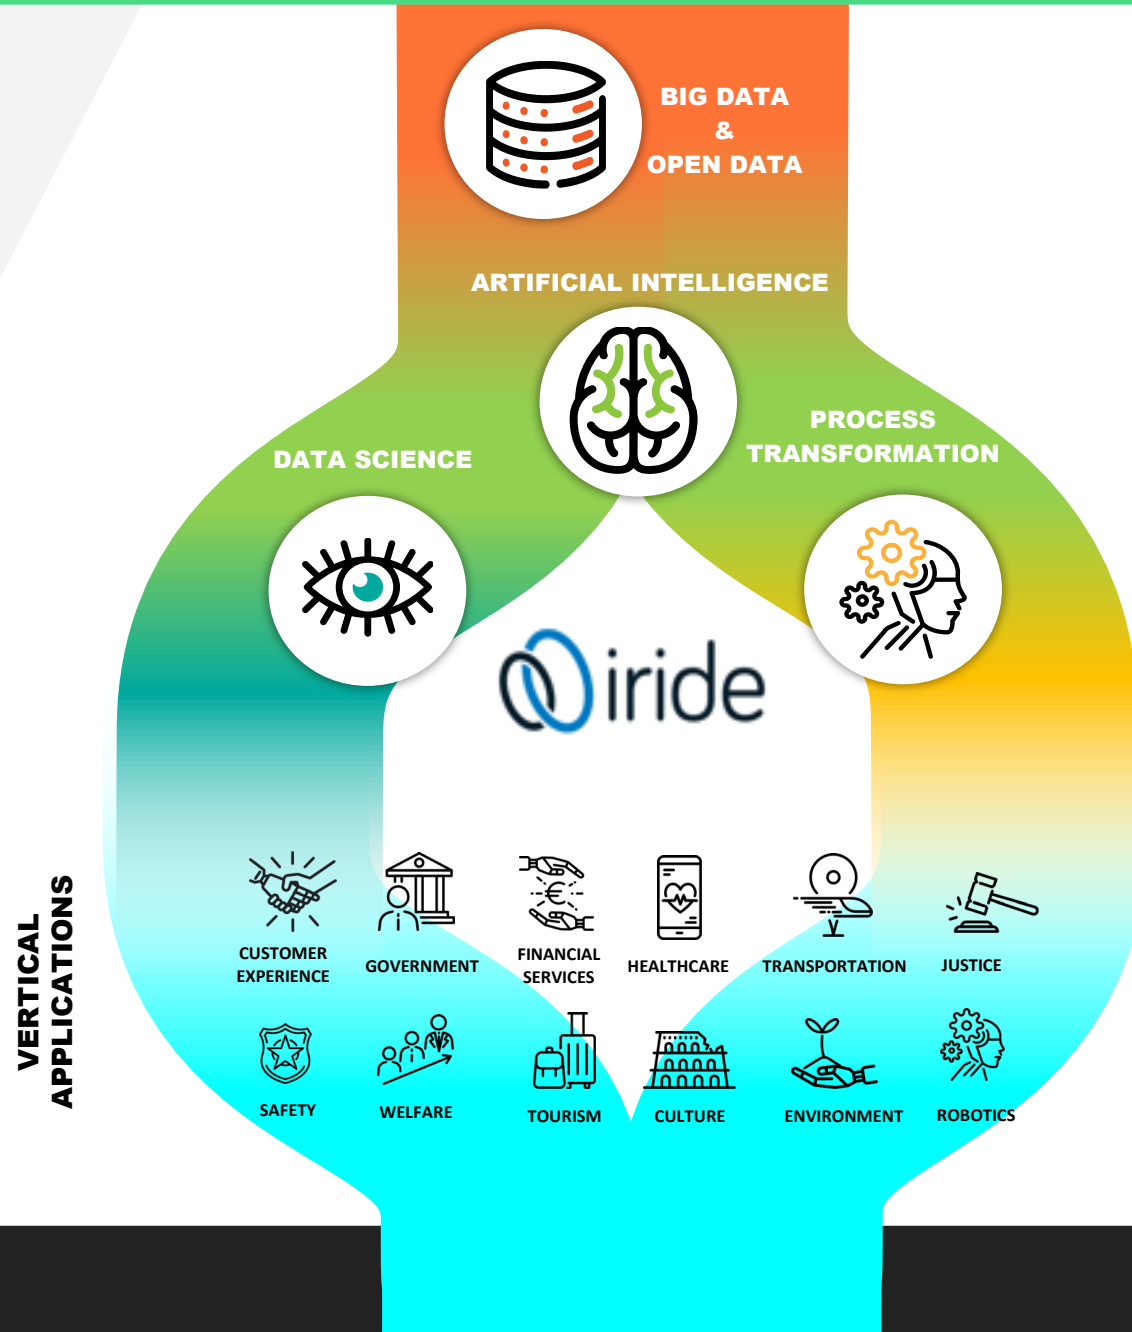 BIG DATA
&
OPEN DATA
ARTIFICIAL INTELLIGENCE
PROCESS
TRANSFORMATION
DATA SCIENCE
iride
VERTICAL
APPLICATIONS
CUSTOMER
EXPERIENCE
GOVERNMENT
FINANCIAL
SERVICES
HEALTHCARE
TRANSPORTATION
JUSTICE
SAFETY
WELFARE
TOURISM
CULTURE
ENVIRONMENT
ROBOTICS